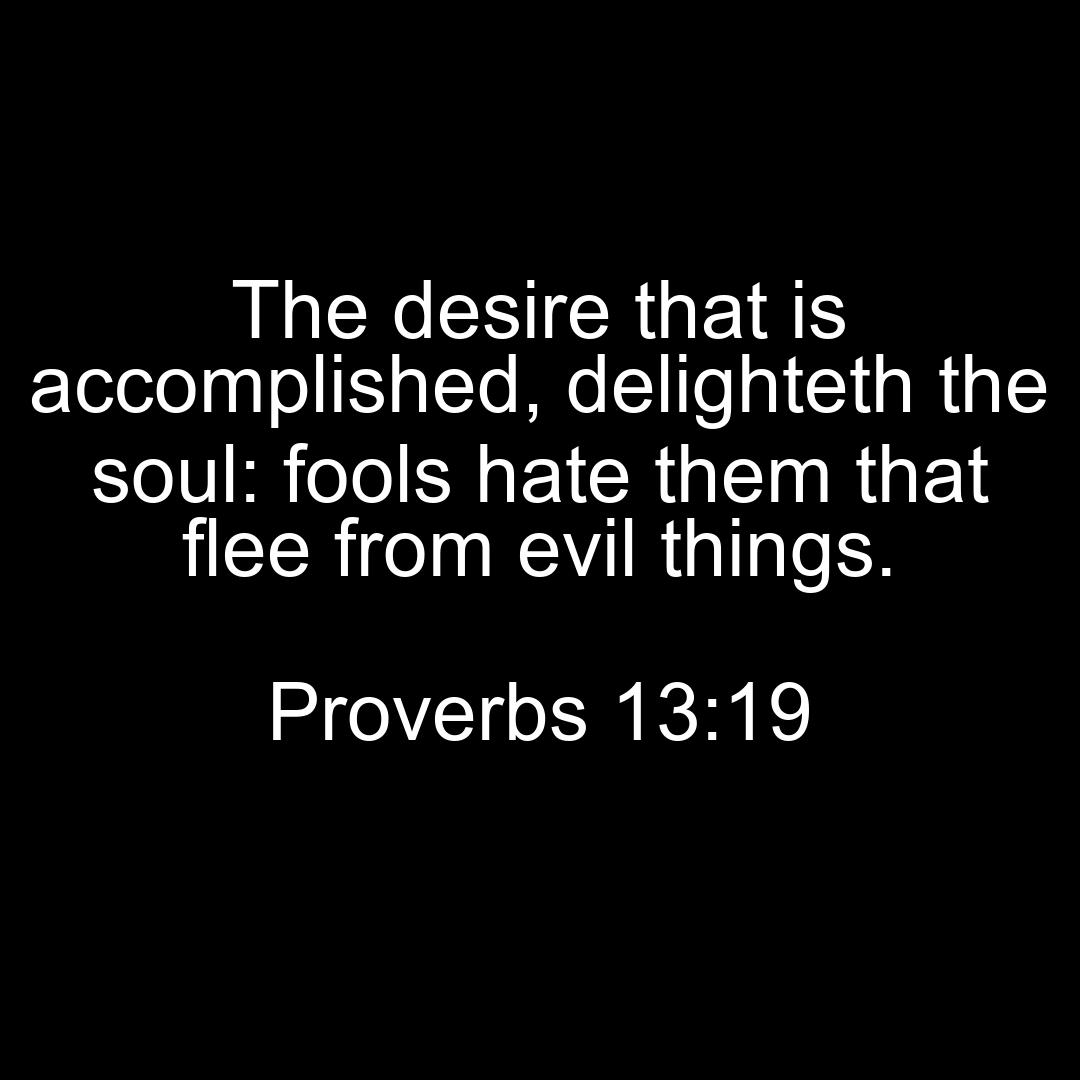 The desire that is
accomplished, delighteth the
soul: fools hate them that
flee from evil things.
Proverbs 13:19